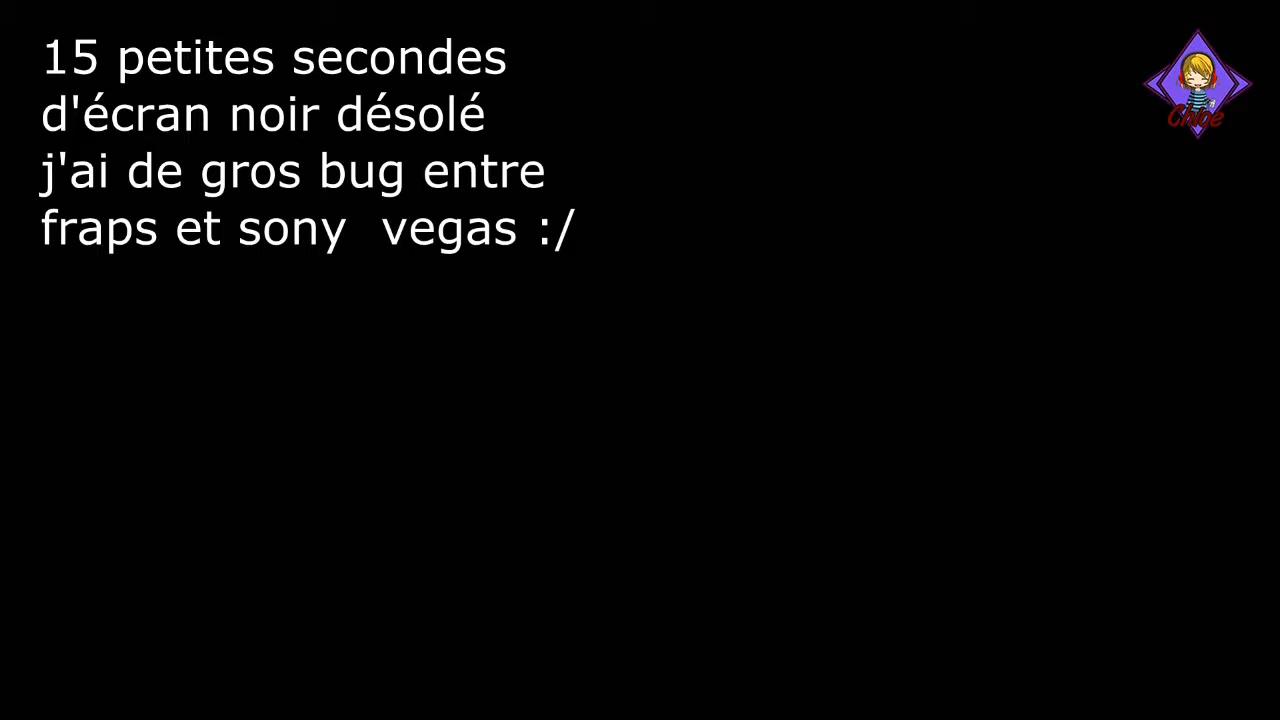 15 petites secondes
d'écran noir désolé
j'ai de gros bug entre
fraps et sony  vegas :/
Chloe